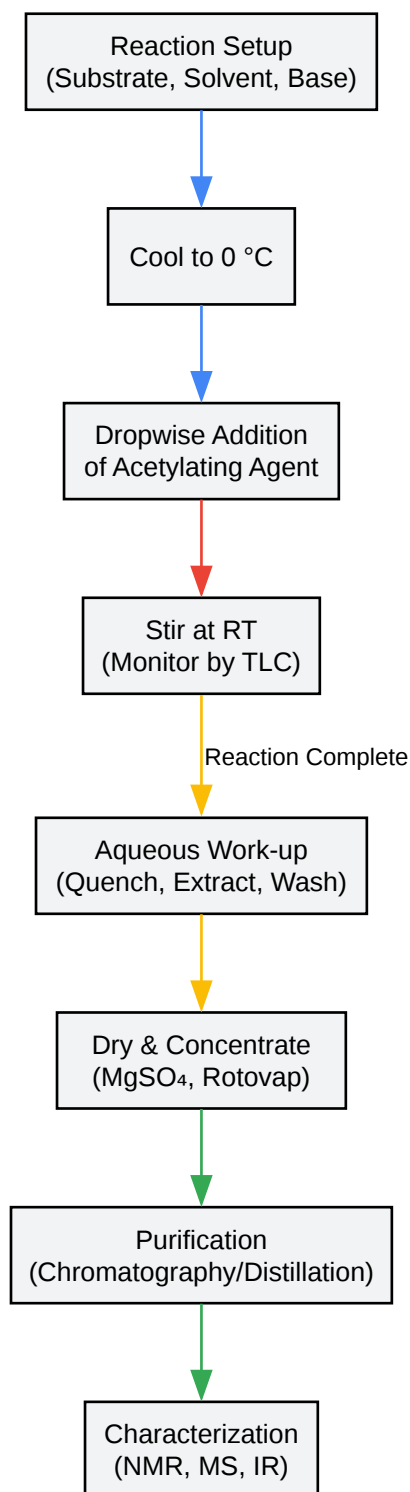 Reaction Setup
(Substrate, Solvent, Base)
Cool to 0 °C
Dropwise Addition
of Acetylating Agent
Stir at RT
(Monitor by TLC)
Reaction Complete
Aqueous Work-up
(Quench, Extract, Wash)
Dry & Concentrate
(MgSO₄, Rotovap)
Purification
(Chromatography/Distillation)
Characterization
(NMR, MS, IR)